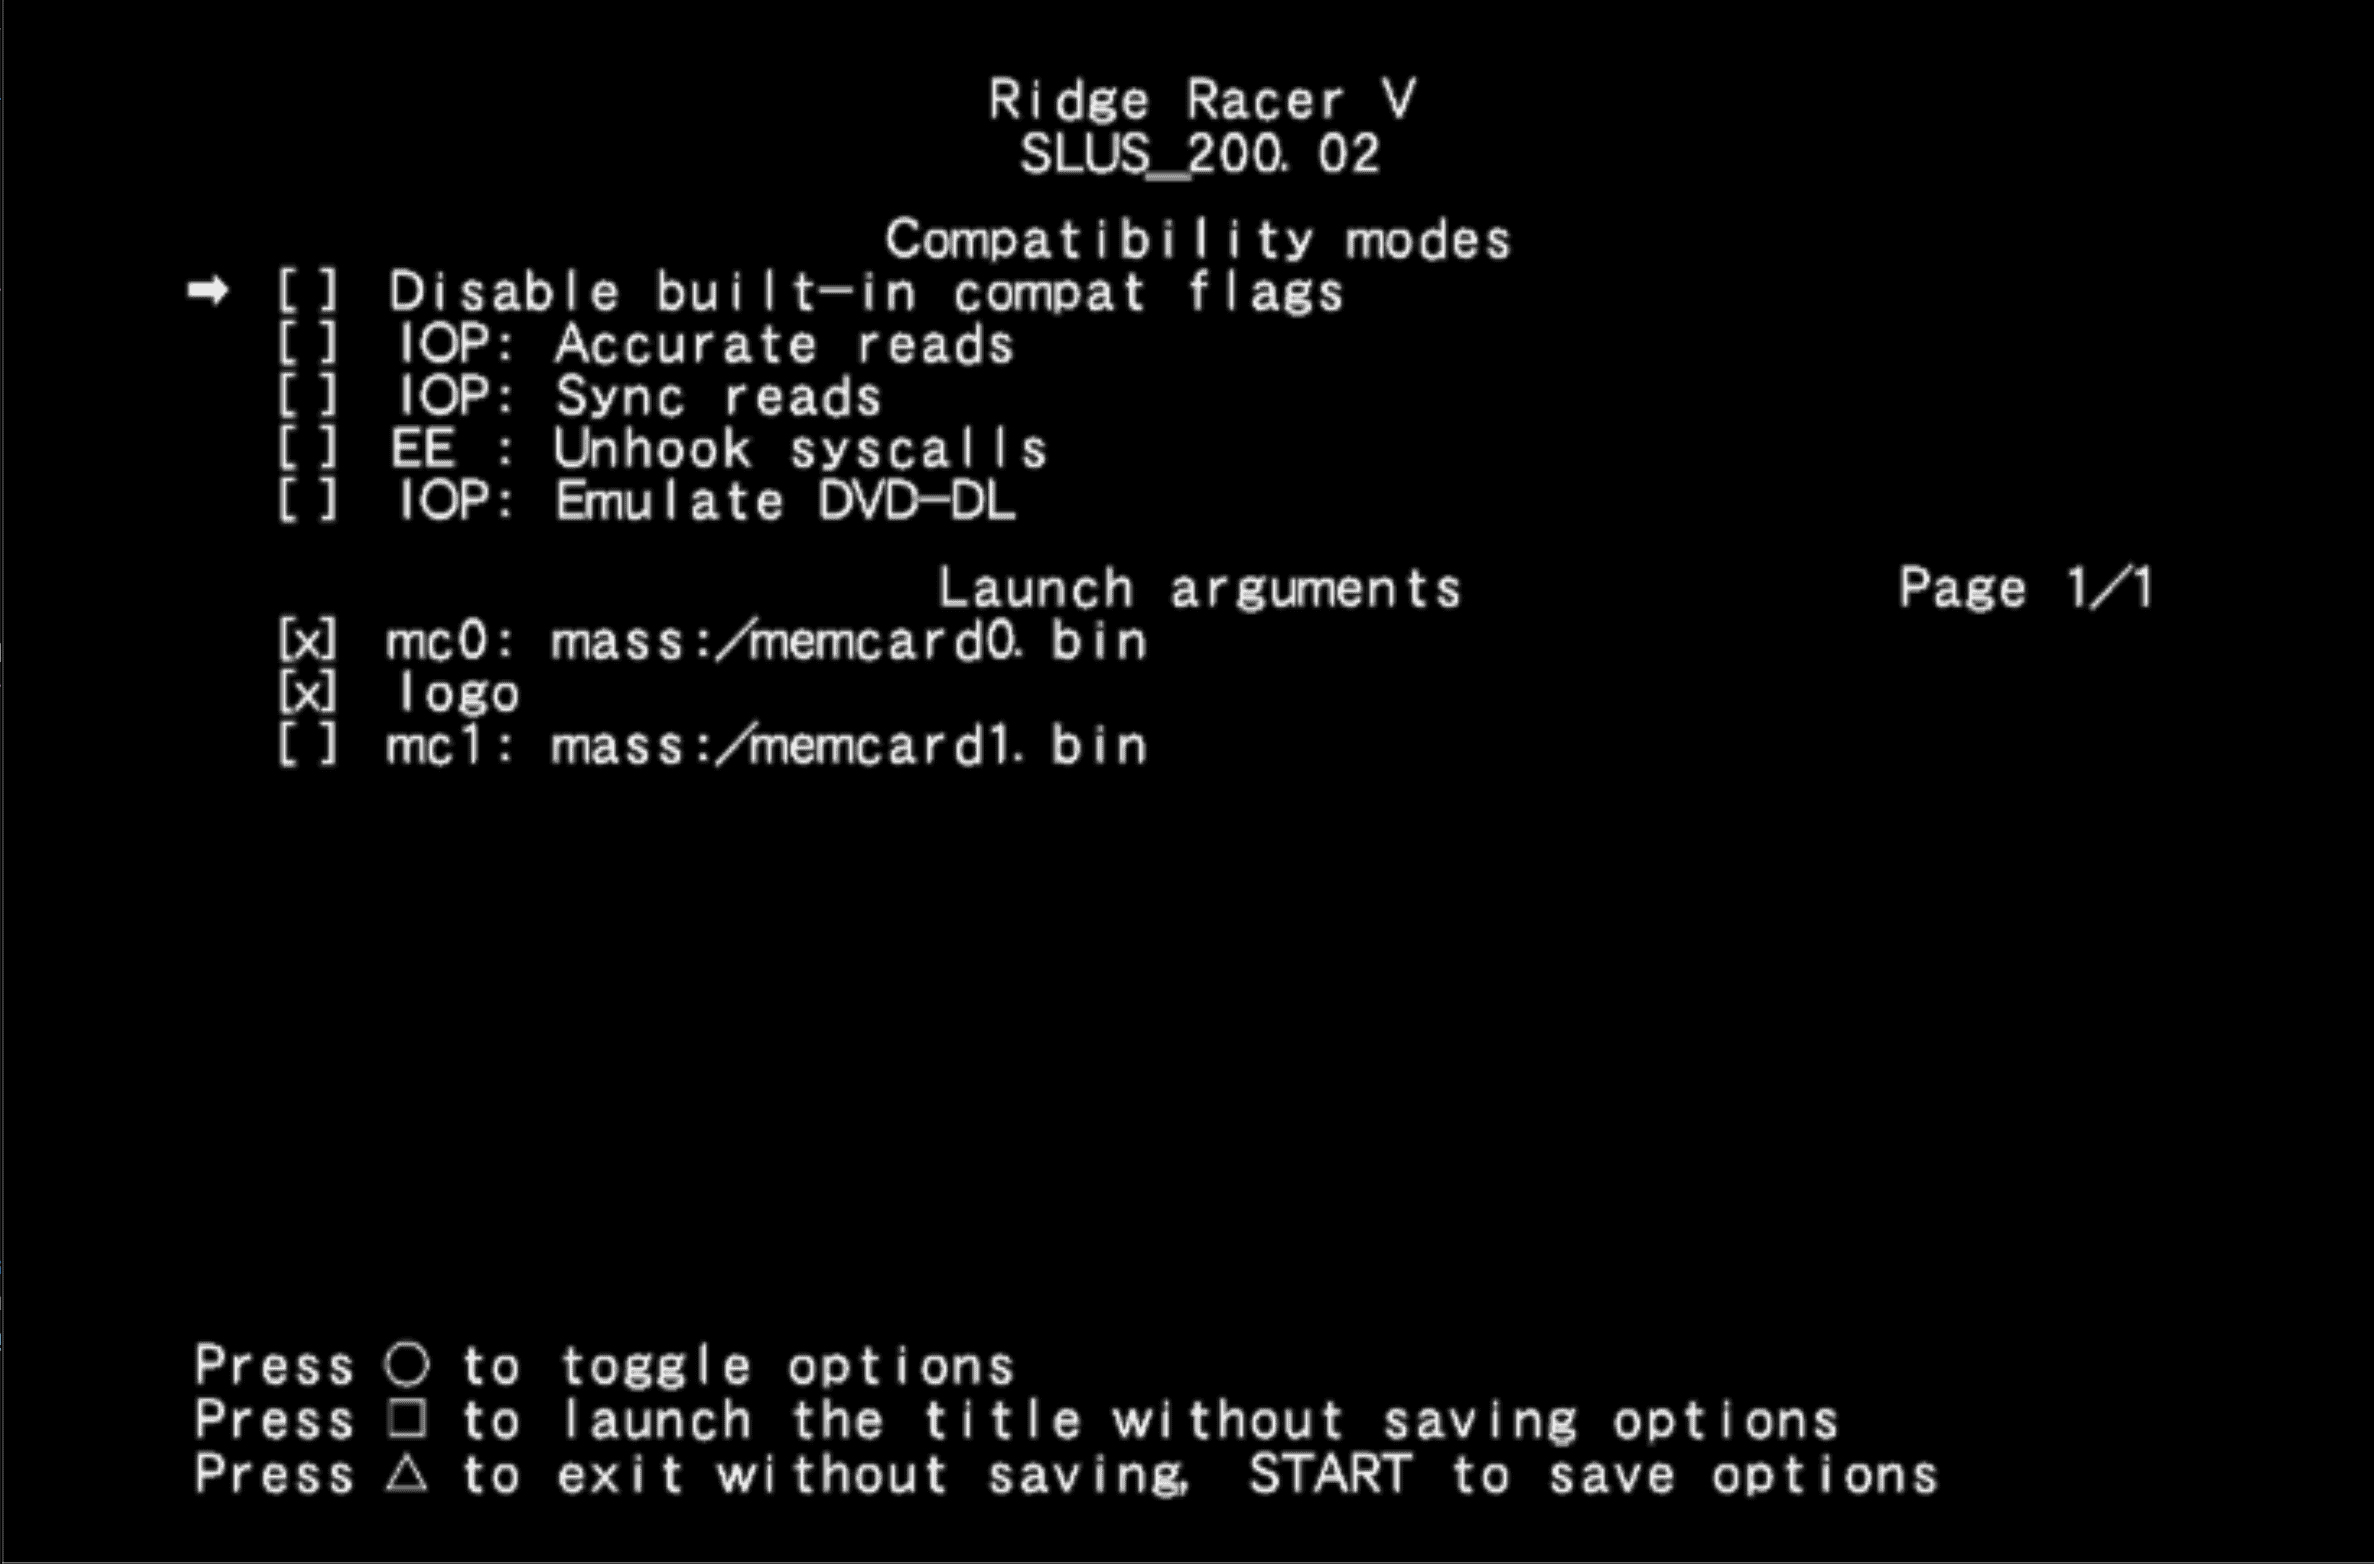 Ridge Racer V
SLUS_200.02
Compatibility modes
➡ [ ] Disable built-in compat flags
[ ] IOP: Accurate reads
[ ] IOP: Sync reads
[ ] EE : Unhook syscalls
[ ] IOP: Emulate DVD-DL
Launch arguments Page 1/1
[x] mc0: mass:/memcard0.bin
[x] logo
[ ] mc1: mass:/memcard1.bin
Press ○ to toggle options
Press □ to launch the title without saving options
Press △ to exit without saving, START to save options